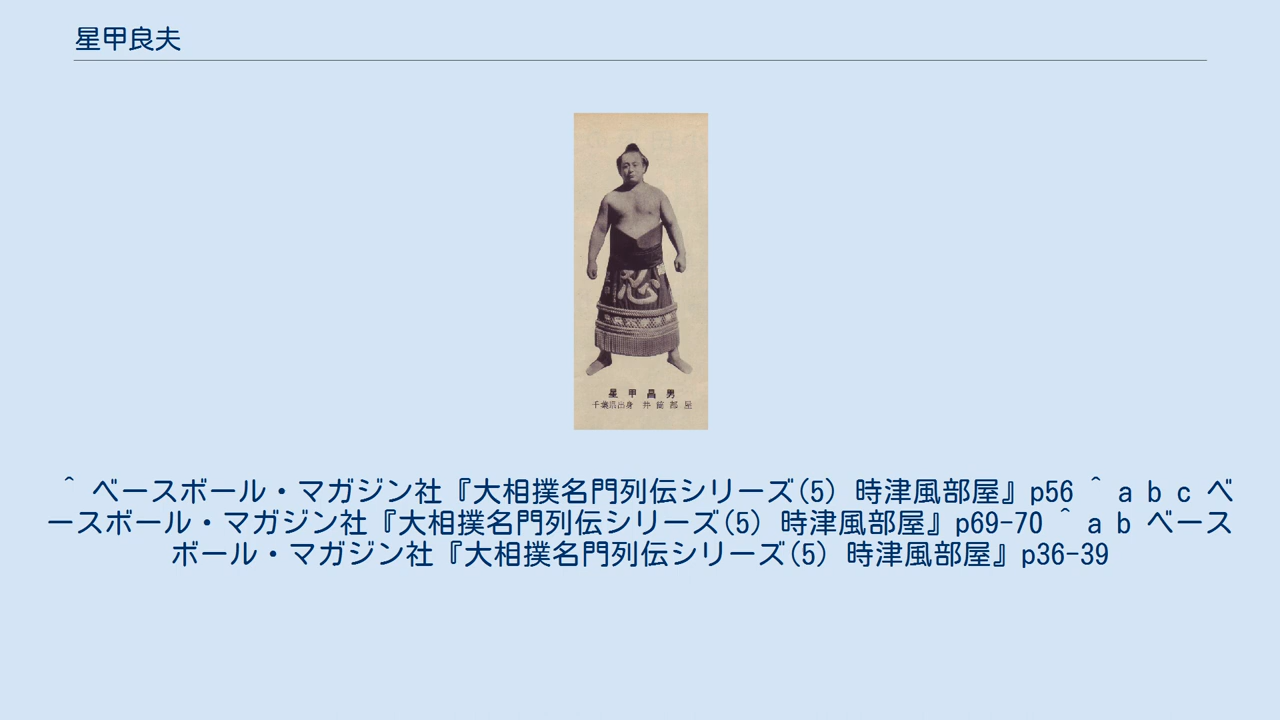 星甲良夫
星甲昌男
千葉県出身 井筒部屋
^ ベースボール・マガジン社『大相撲名門列伝シリーズ(5) 時津風部屋』p56 ^ a b c ベ
ースボール・マガジン社『大相撲名門列伝シリーズ(5) 時津風部屋』p69-70 ^ a b ベース
ボール・マガジン社『大相撲名門列伝シリーズ(5) 時津風部屋』p36-39